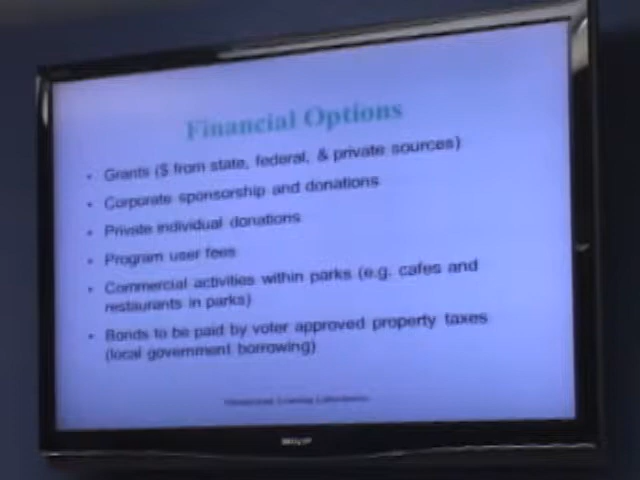 Financial Options
• Grants ($ from state, federal, & private sources)
• Corporate sponsorship and donations
• Private individual donations
• Program user fees
• Commercial activities within parks (e.g. cafes and
restaurants in parks)
• Bonds to be paid by voter approved property taxes
(local government borrowing)